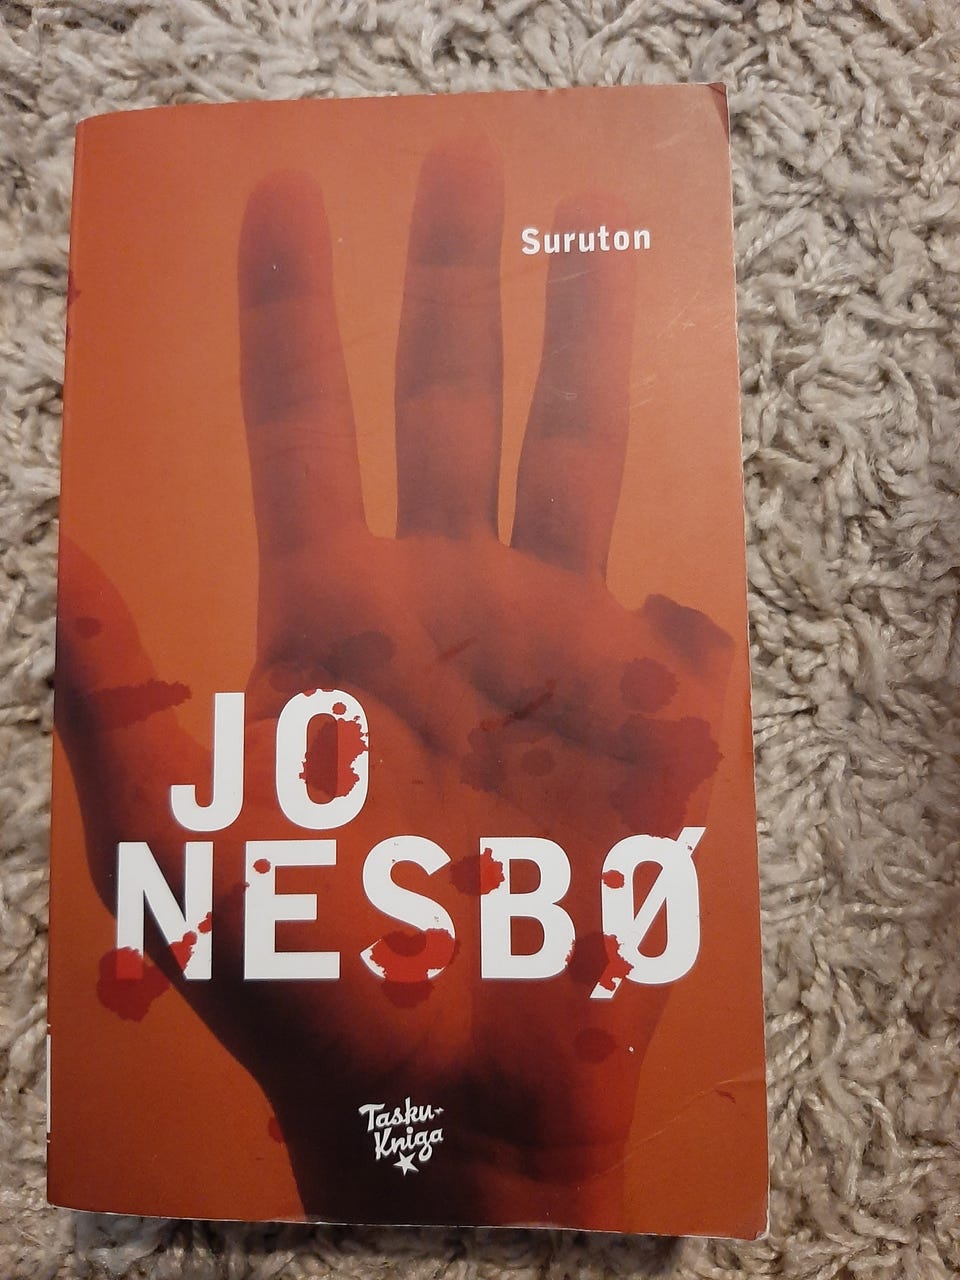 Suruton
JO
NESBØ
Tasku-
Kniga